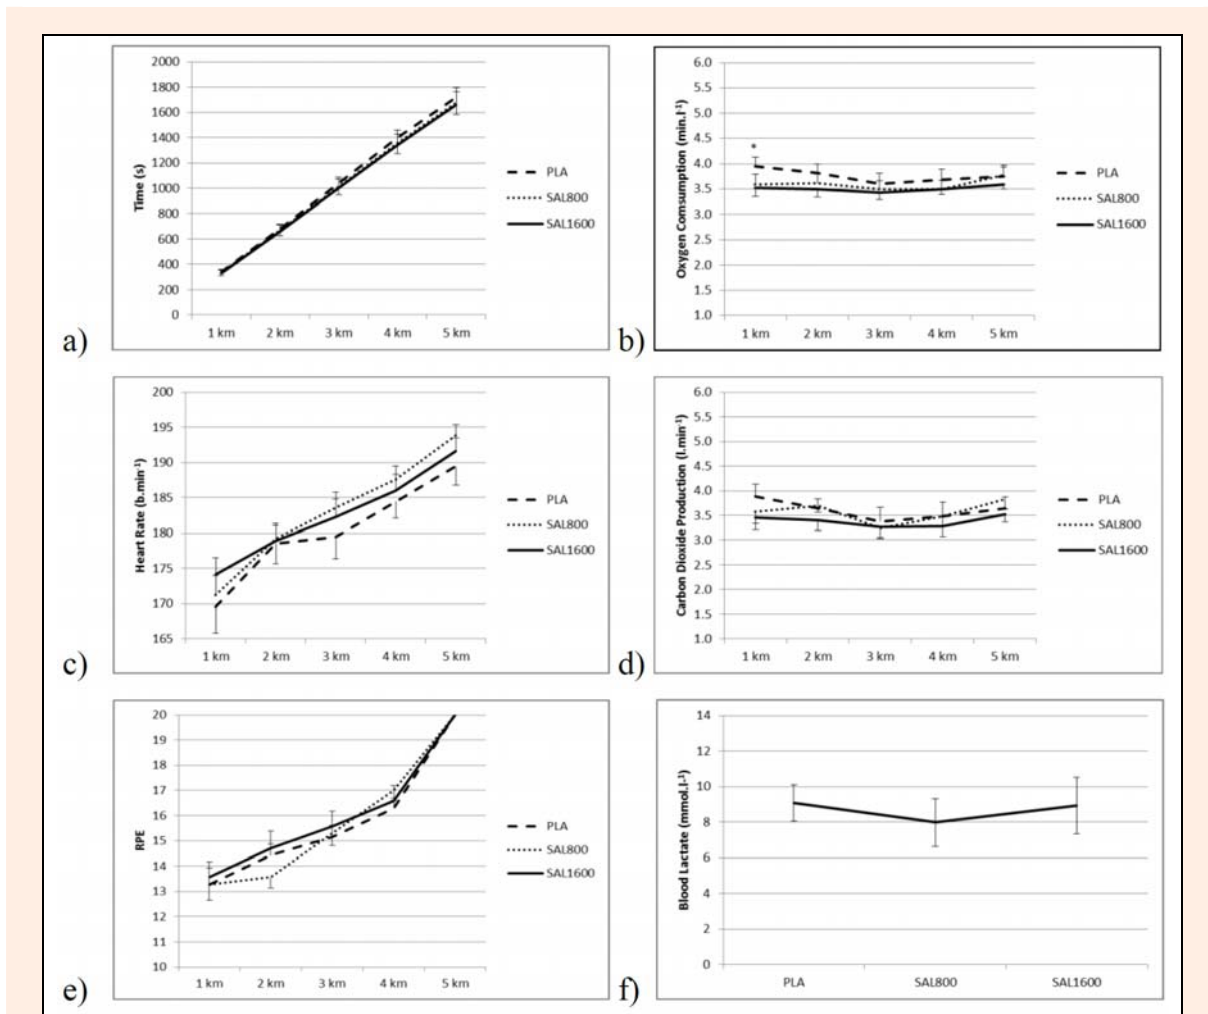 2000
1800
1600
1400
1200
1000
800
600
400
200
0
Time (s)
1 km 2 km 3 km 4 km 5 km
PLA
SAL800
SAL1600
a)
6.0
5.5
5.0
4.5
4.0
3.5
3.0
2.5
2.0
1.5
1.0
Oxygen Comsumption (min.l⁻¹)
*
1 km 2 km 3 km 4 km 5 km
PLA
SAL800
SAL1600
b)
200
195
190
185
180
175
170
165
Heart Rate (b.min⁻¹)
1 km 2 km 3 km 4 km 5 km
PLA
SAL800
SAL1600
c)
6.0
5.5
5.0
4.5
4.0
3.5
3.0
2.5
2.0
1.5
1.0
Carbon Dioxide Production (l.min⁻¹)
1 km 2 km 3 km 4 km 5 km
PLA
SAL800
SAL1600
d)
20
19
18
17
16
15
14
13
12
11
10
RPE
1 km 2 km 3 km 4 km 5 km
PLA
SAL800
SAL1600
e)
14
12
10
8
6
4
2
0
Blood Lactate (mmol.l⁻¹)
PLA SAL800 SAL1600
f)